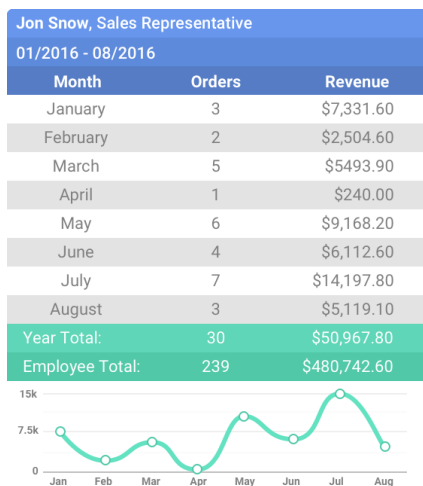 Jon Snow, Sales Representative
01/2016 - 08/2016
Month Orders Revenue
January 3 $7,331.60
February 2 $2,504.60
March 5 $5493.90
April 1 $240.00
May 6 $9,168.20
June 4 $6,112.60
July 7 $14,197.80
August 3 $5,119.10
Year Total: 30 $50,967.80
Employee Total: 239 $480,742.60
15k
7.5k
0
Jan Feb Mar Apr May Jun Jul Aug